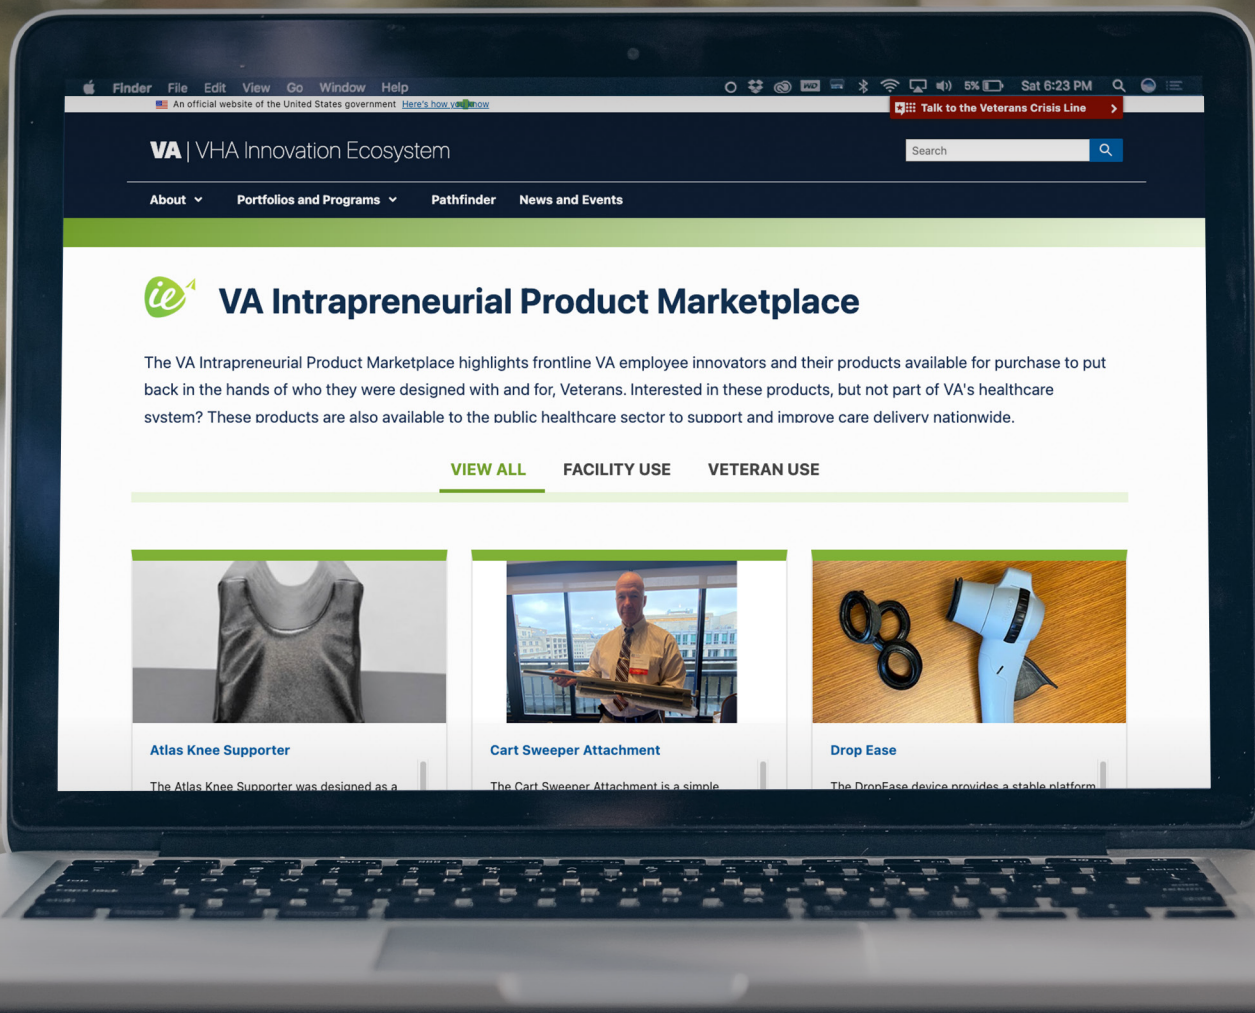 Finder File Edit View Go Window Help 5% Sat 6:23 PM
An official website of the United States government Here's how you know
Talk to the Veterans Crisis Line
VA | VHA Innovation Ecosystem
Search
About Portfolios and Programs Pathfinder News and Events
ie VA Intrapreneurial Product Marketplace
The VA Intrapreneurial Product Marketplace highlights frontline VA employee innovators and their products available for purchase to put
back in the hands of who they were designed with and for, Veterans. Interested in these products, but not part of VA's healthcare
system? These products are also available to the public healthcare sector to support and improve care delivery nationwide.
VIEW ALL FACILITY USE VETERAN USE
Atlas Knee Supporter
The Atlas Knee Supporter was designed as a
Cart Sweeper Attachment
The Cart Sweeper Attachment is a simple
Drop Ease
The DropEase device provides a stable platform